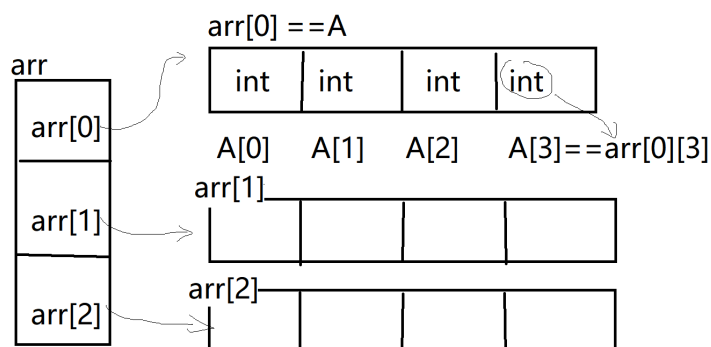 arr[0] ==A
arr
int int int int
arr[0]
A[0] A[1] A[2] A[3]==arr[0][3]
arr[1]
arr[1]
arr[2]
arr[2]